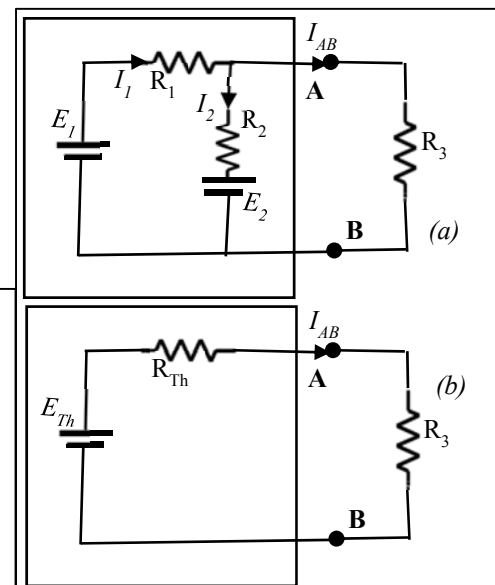 I_AB
I_1 R_1
A
I_2 R_2
E_1
R_3
E_2
B
(a)
I_AB
R_Th
A
(b)
E_Th
R_3
B